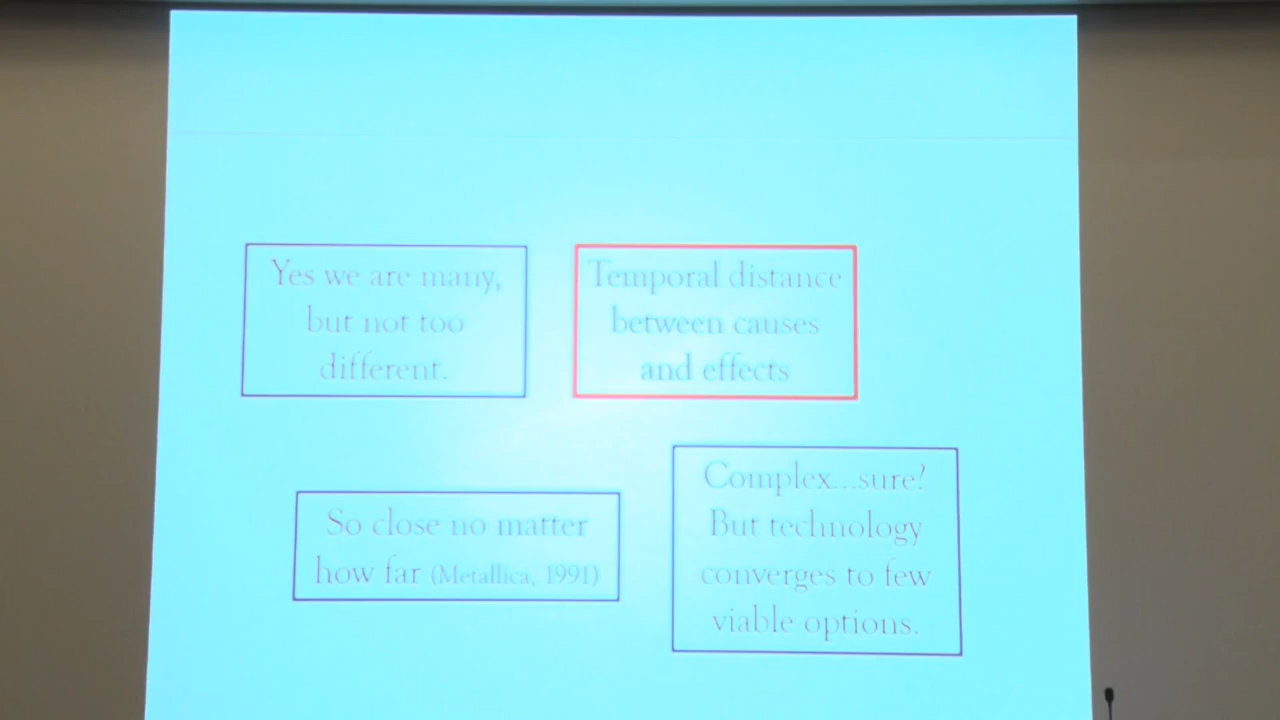 Yes we are many,
but not too
different.
Temporal distance
between causes
and effects
So close no matter
how far (Metallica, 1991)
Complex...sure!
But technology
converges to few
viable options.